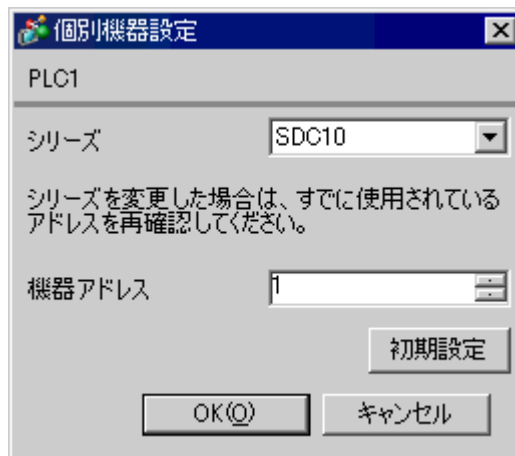 個別機器設定
PLC1
シリーズ SDC10
シリーズを変更した場合は、すでに使用されている
アドレスを再確認してください。
機器アドレス 1
初期設定
OK(O) キャンセル